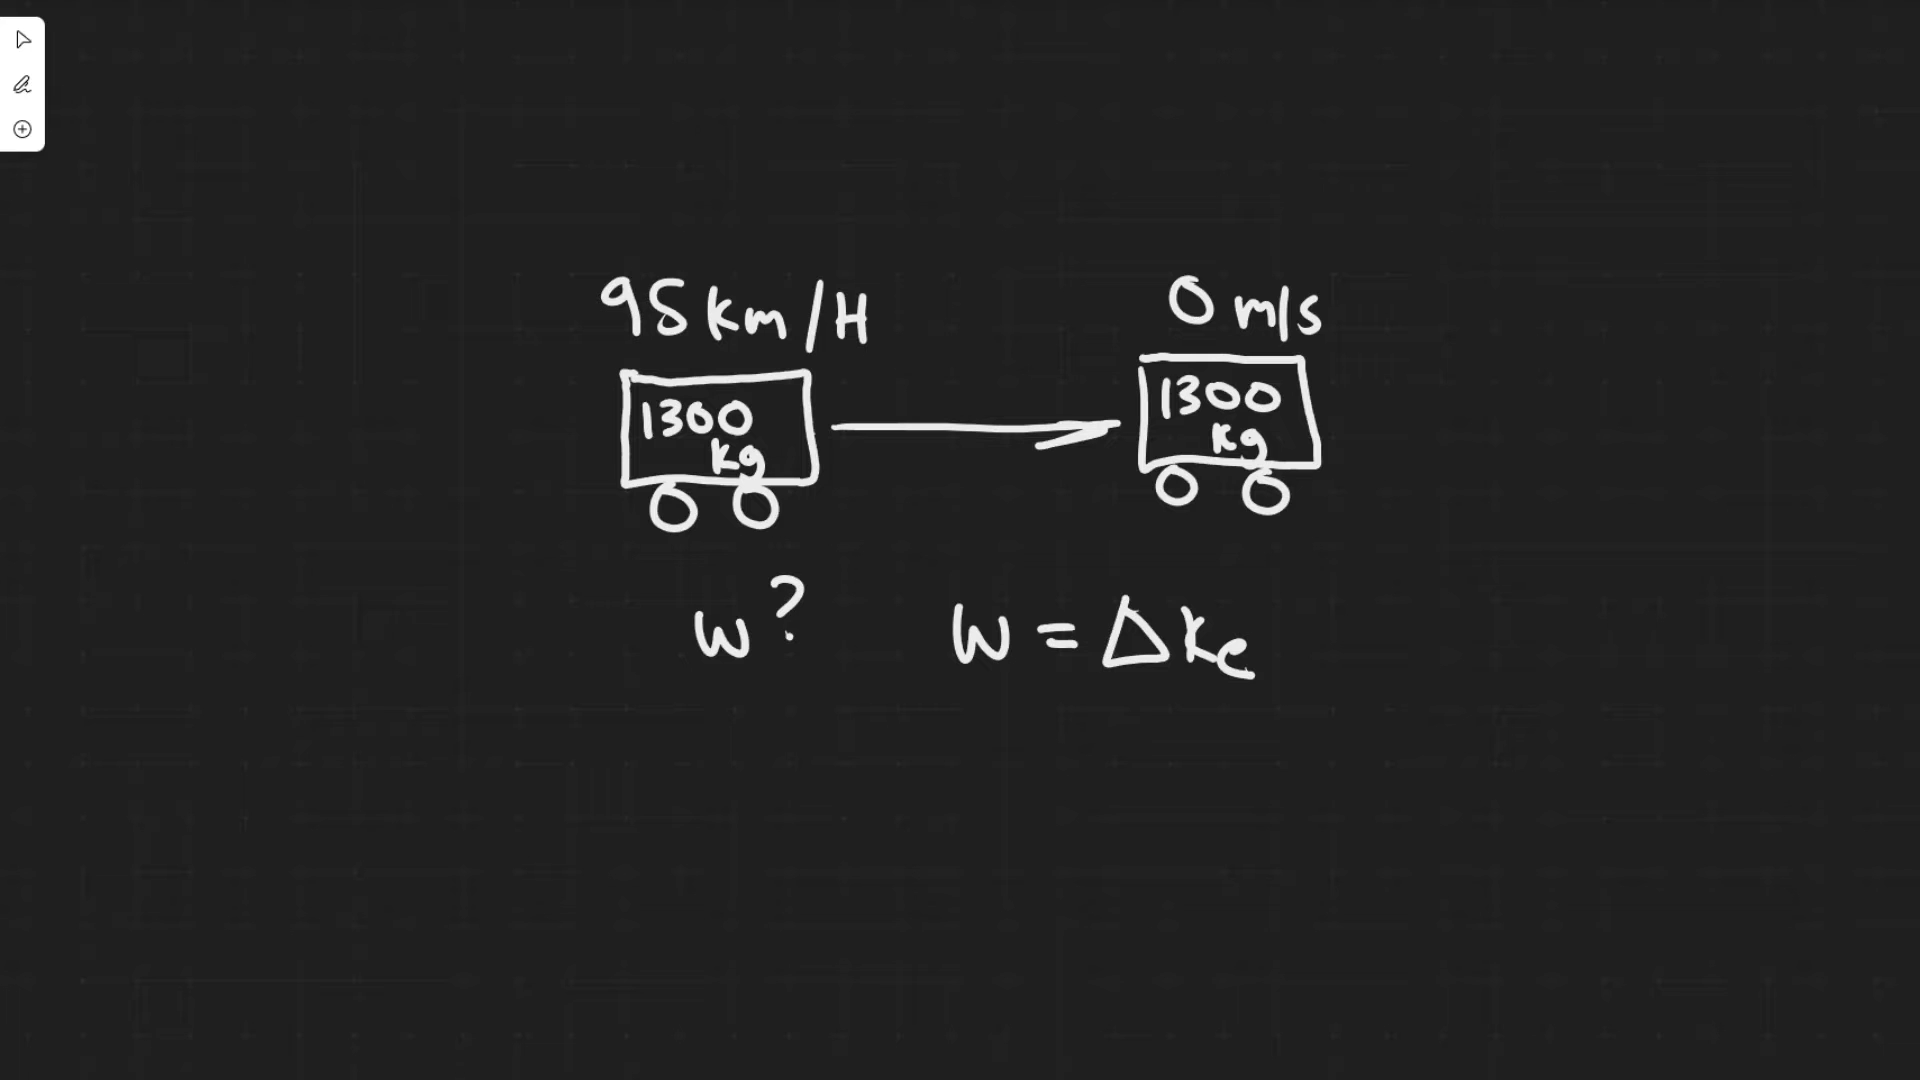 95 km/H
0 m/s
1300
kg
1300
kg
w?
W = Δke